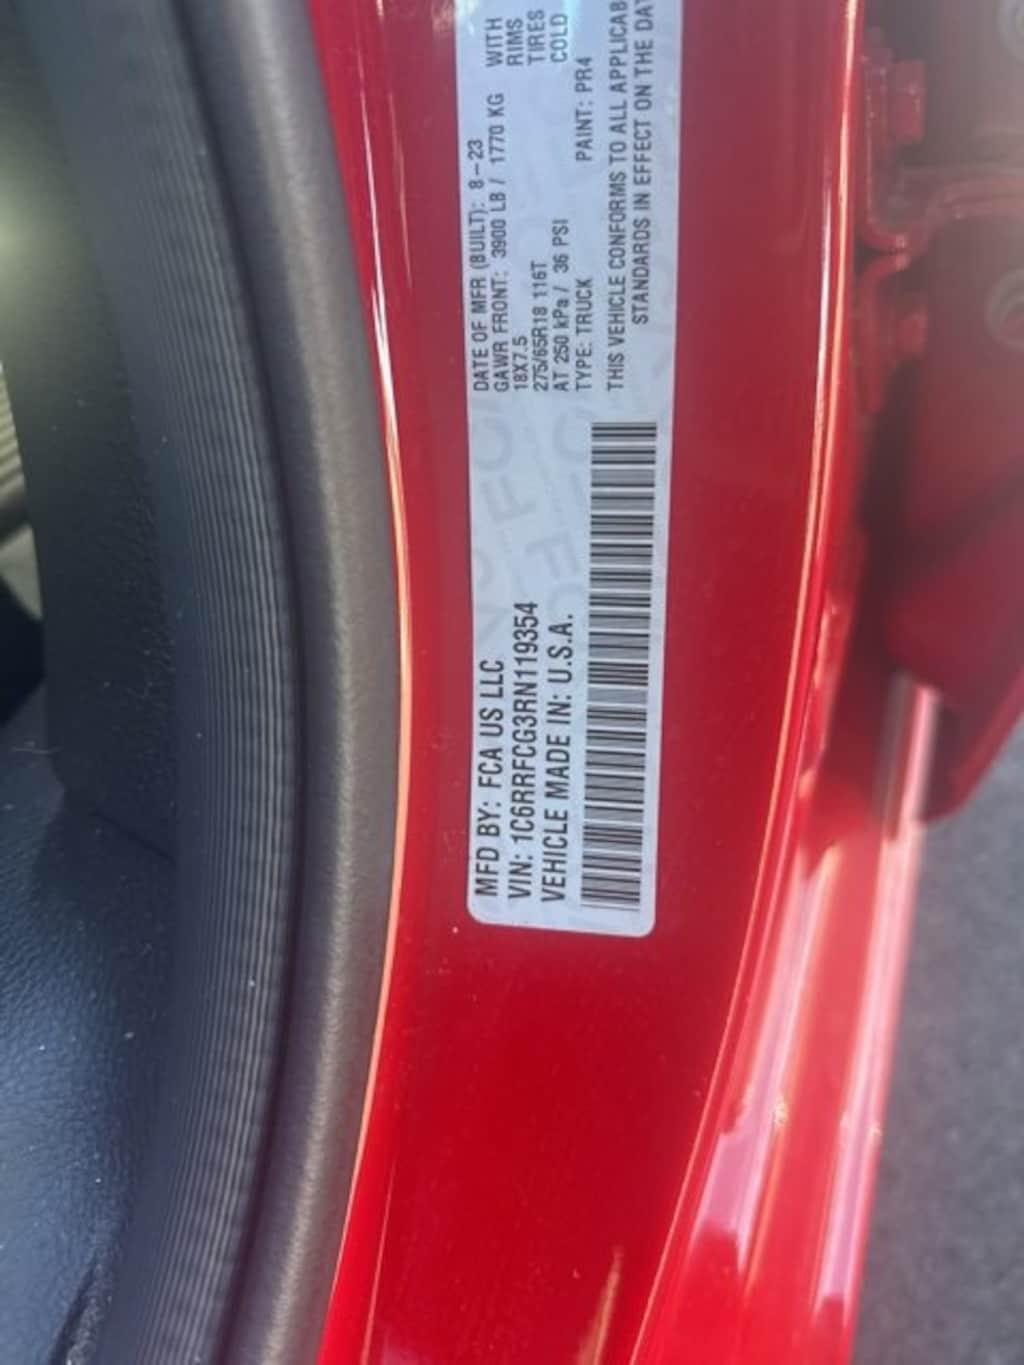 MFD BY: FCA US LLC
VIN: 1C6RRFCG3RN119354
VEHICLE MADE IN: U.S.A.
DATE OF MFR (BUILT): 8-23
GAWR FRONT: 3900 LB / 1770 KG WITH
18X7.5 RIMS
275/65R18 116T TIRES
AT 250 kPa / 36 PSI COLD
TYPE: TRUCK PAINT: PR4
THIS VEHICLE CONFORMS TO ALL
STANDARDS IN EFFECT ON THE